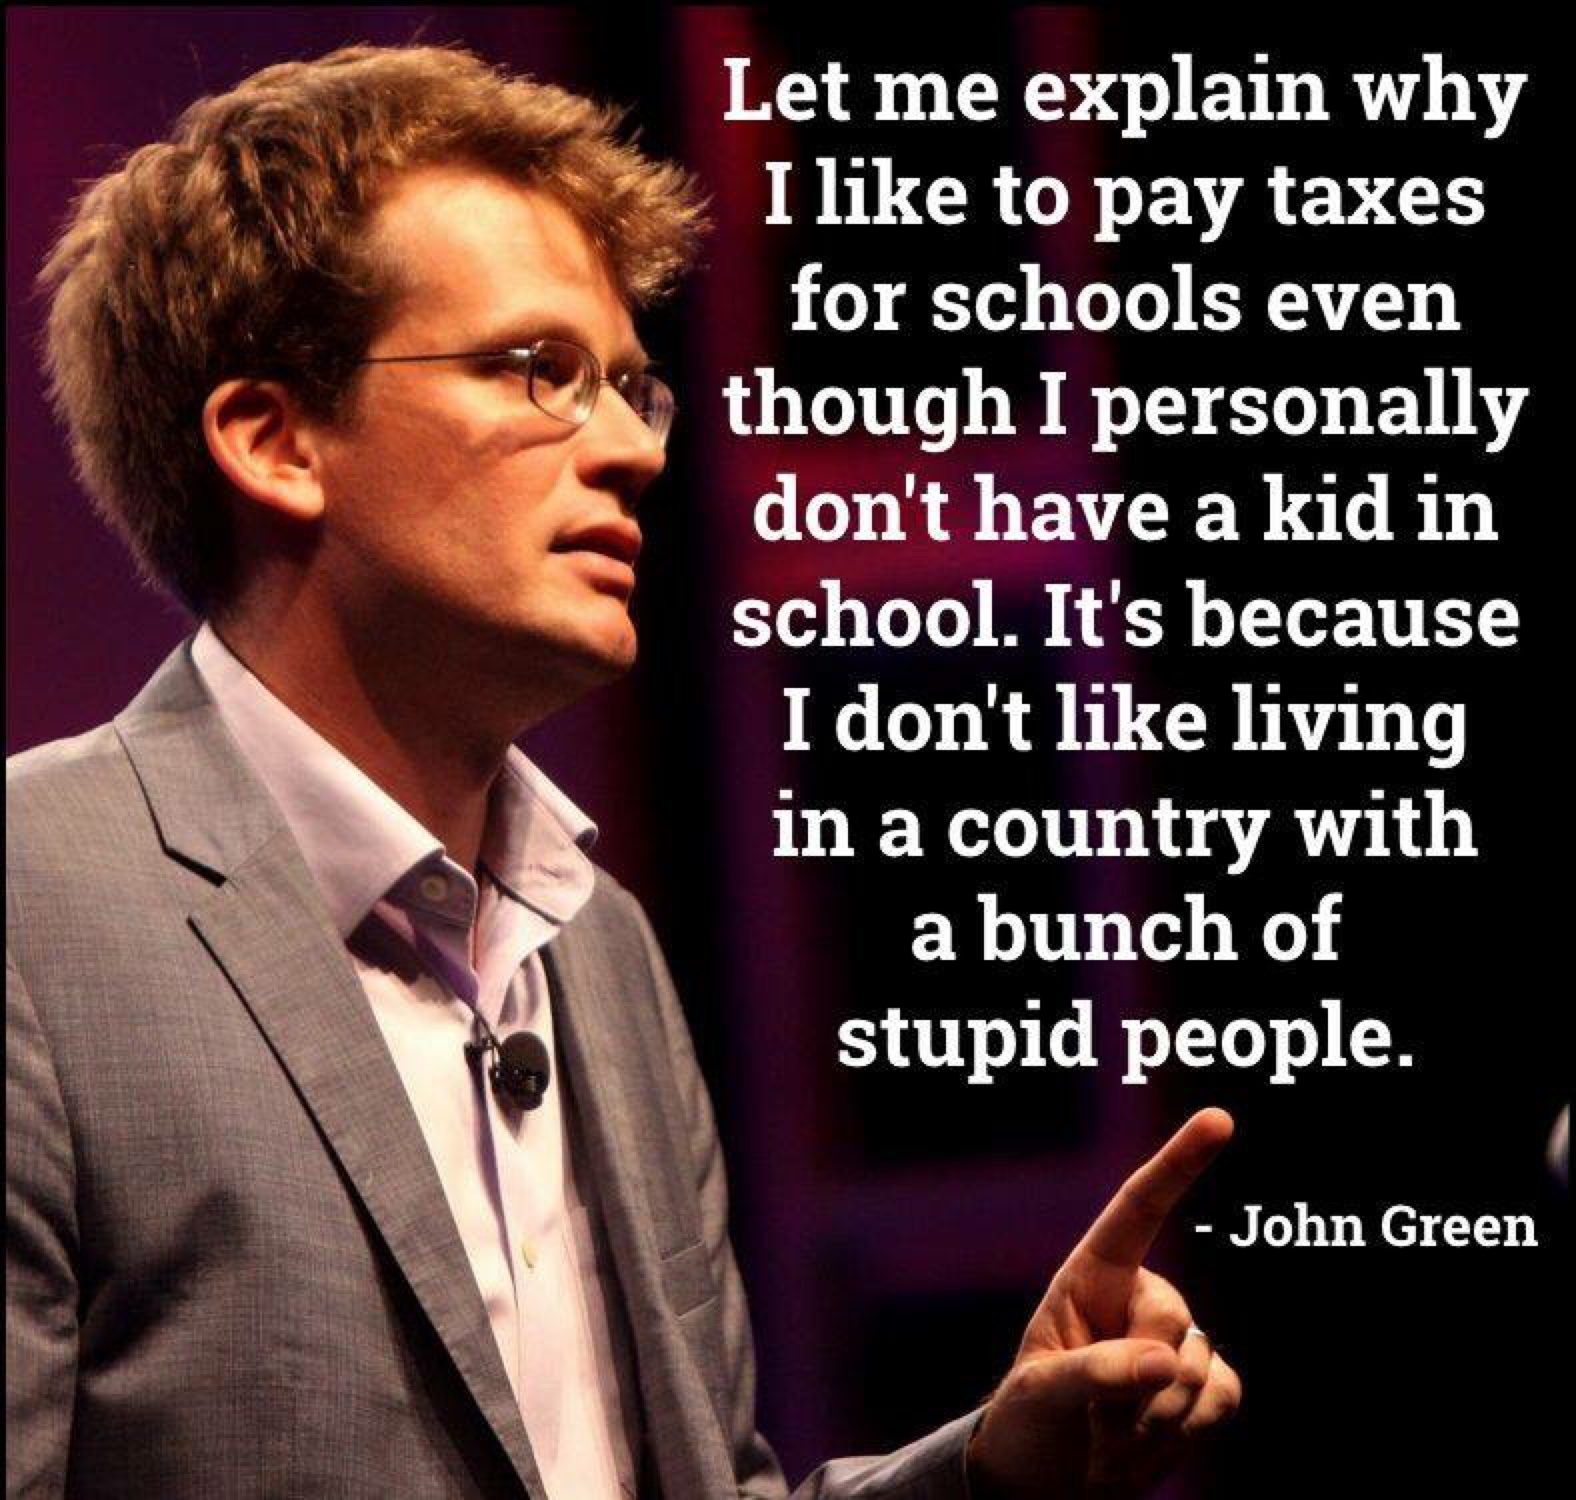 Let me explain why
I like to pay taxes
for schools even
though I personally
don't have a kid in
school. It's because
I don't like living
in a country with
a bunch of
stupid people.
- John Green